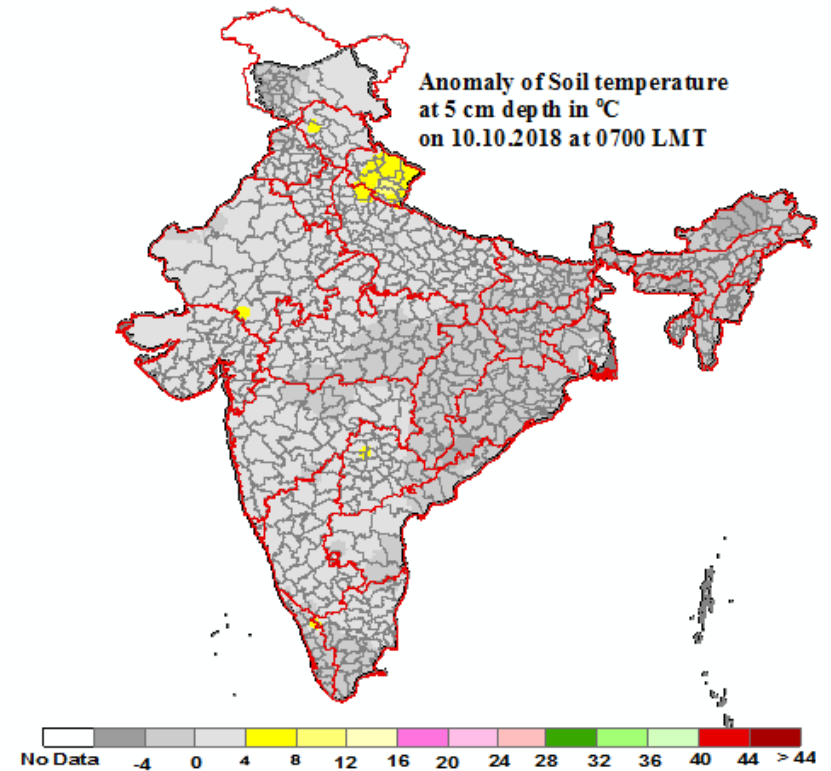 Anomaly of Soil temperature
at 5 cm depth in °C
on 10.10.2018 at 0700 LMT
No Data -4 0 4 8 12 16 20 24 28 32 36 40 44 > 44